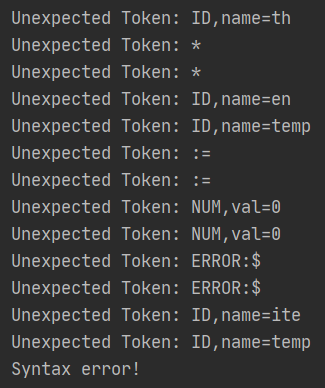 Unexpected Token: ID,name=th
Unexpected Token: *
Unexpected Token: *
Unexpected Token: ID,name=en
Unexpected Token: ID,name=temp
Unexpected Token: :=
Unexpected Token: :=
Unexpected Token: NUM,val=0
Unexpected Token: NUM,val=0
Unexpected Token: ERROR:$
Unexpected Token: ERROR:$
Unexpected Token: ID,name=ite
Unexpected Token: ID,name=temp
Syntax error!